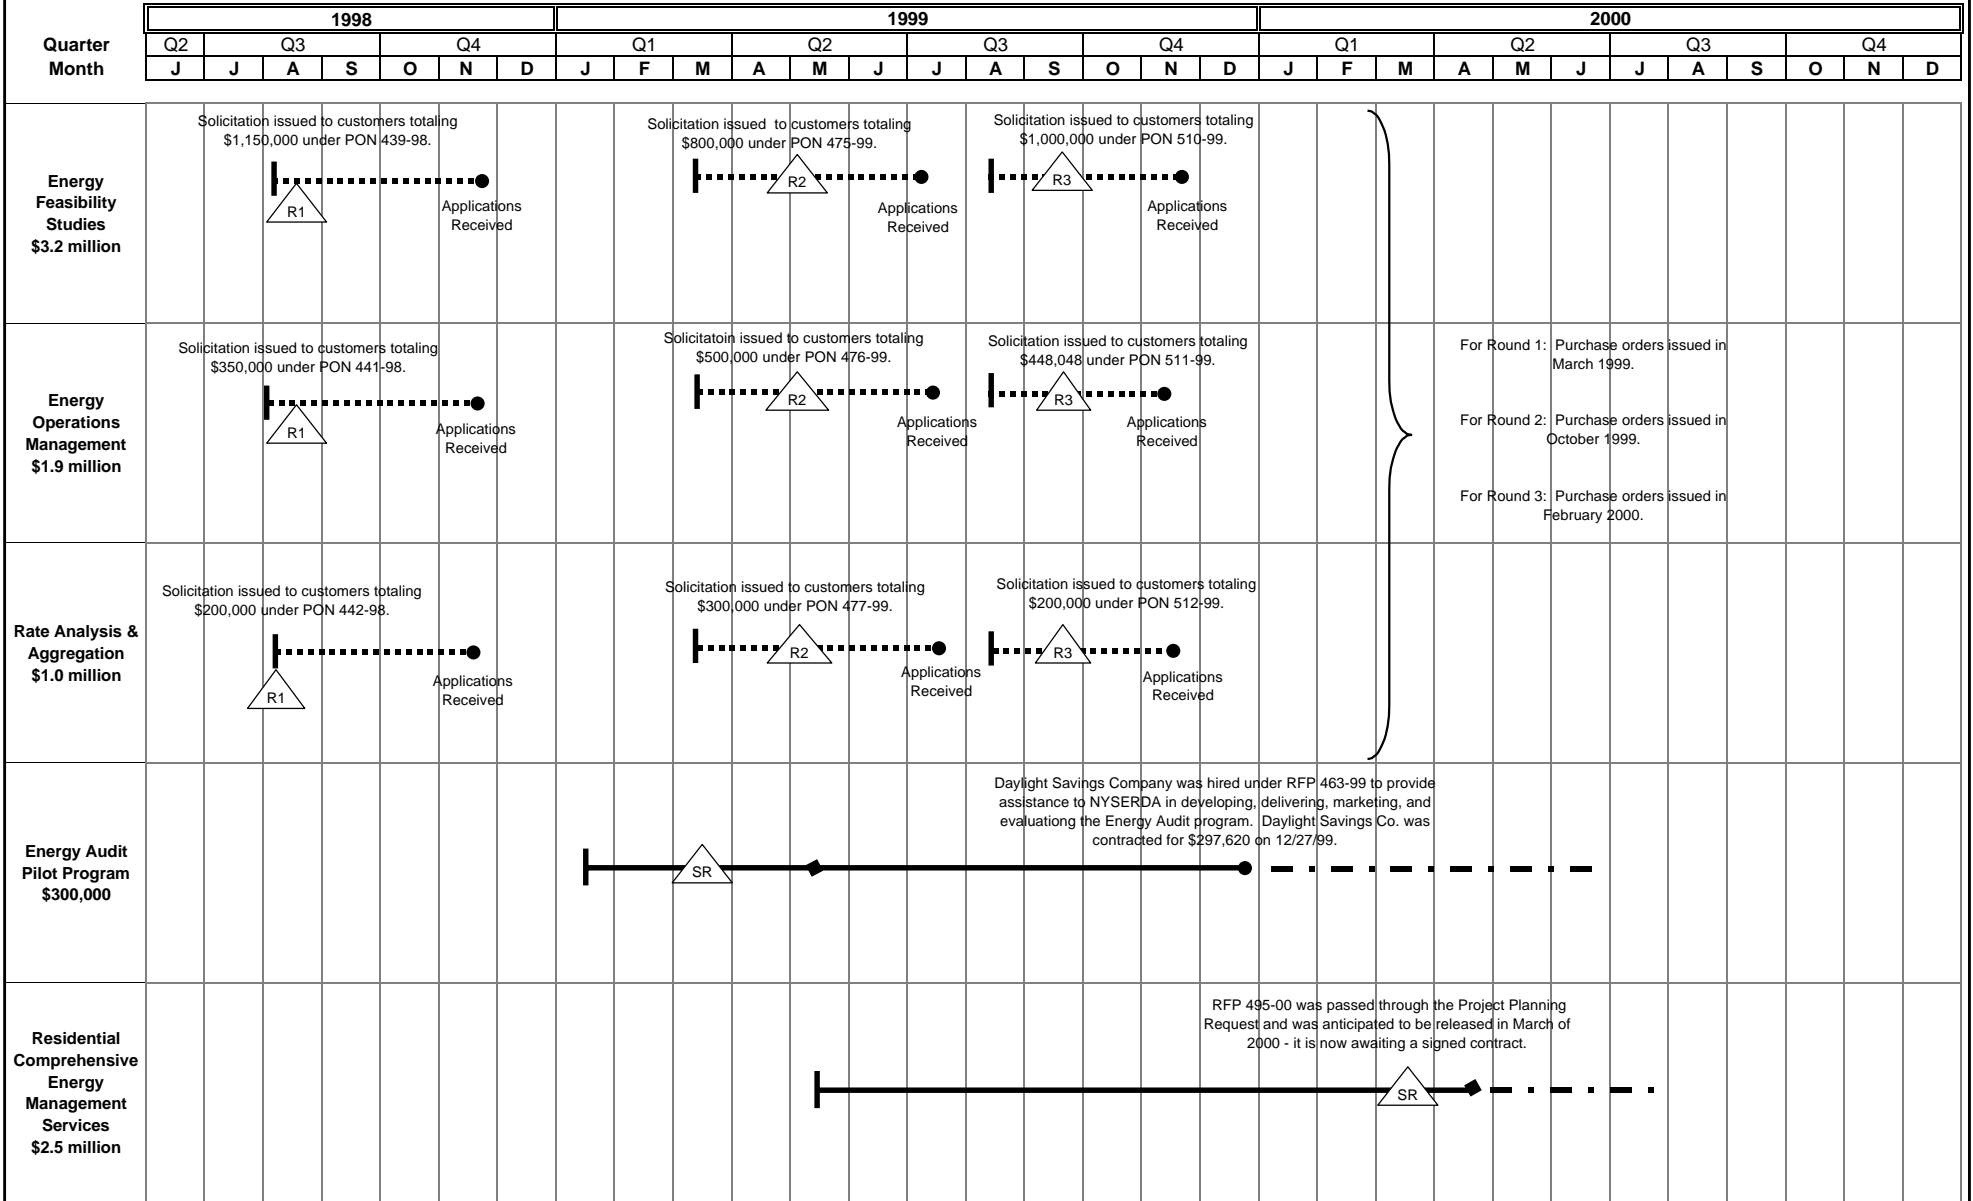 1998 1999 2000
Quarter Q2 Q3 Q4 Q1 Q2 Q3 Q4 Q1 Q2 Q3 Q4
Month J J A S O N D J F M A M J J A S O N D J F M A M J J A S O N D
Energy
Feasibility
Studies
$3.2 million
Solicitation issued to customers totaling
$1,150,000 under PON 439-98.
R1
Applications
Received
Solicitation issued to customers totaling
$800,000 under PON 475-99.
R2
Applications
Received
Solicitation issued to customers totaling
$1,000,000 under PON 510-99.
R3
Applications
Received
Energy
Operations
Management
$1.9 million
Solicitation issued to customers totaling
$350,000 under PON 441-98.
R1
Applications
Received
Solicitatoin issued to customers totaling
$500,000 under PON 476-99.
R2
Applications
Received
Solicitation issued to customers totaling
$448,048 under PON 511-99.
R3
Applications
Received
For Round 1: Purchase orders issued in
March 1999.
For Round 2: Purchase orders issued in
October 1999.
For Round 3: Purchase orders issued in
February 2000.
Rate Analysis &
Aggregation
$1.0 million
Solicitation issued to customers totaling
$200,000 under PON 442-98.
R1
Applications
Received
Solicitation issued to customers totaling
$300,000 under PON 477-99.
R2
Applications
Received
Solicitation issued to customers totaling
$200,000 under PON 512-99.
R3
Applications
Received
Energy Audit
Pilot Program
$300,000
Daylight Savings Company was hired under RFP 463-99 to provide
assistance to NYSERDA in developing, delivering, marketing, and
evaluationg the Energy Audit program. Daylight Savings Co. was
contracted for $297,620 on 12/27/99.
SR
Residential
Comprehensive
Energy
Management
Services
$2.5 million
RFP 495-00 was passed through the Project Planning
Request and was anticipated to be released in March of
2000 - it is now awaiting a signed contract.
SR